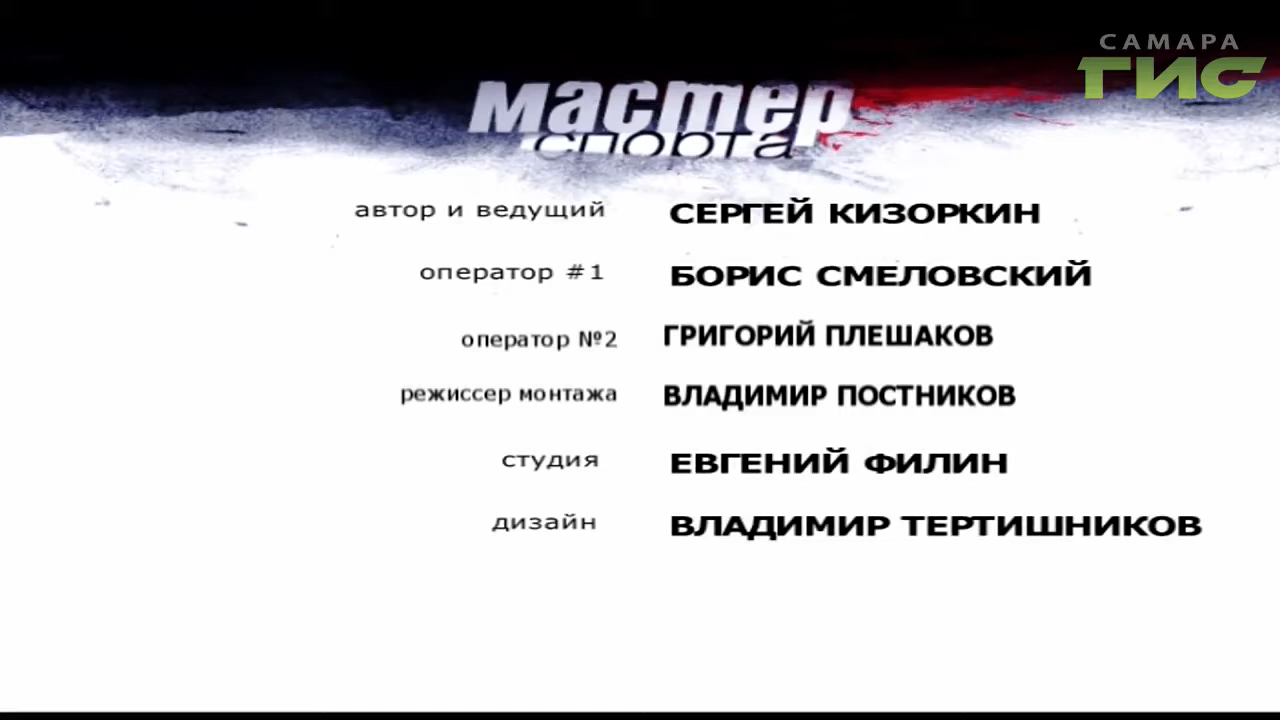 САМАРА
ГИС
мастер
спорта
автор и ведущий СЕРГЕЙ КИЗОРКИН
оператор #1 БОРИС СМЕЛОВСКИЙ
оператор №2 ГРИГОРИЙ ПЛЕШАКОВ
режиссер монтажа ВЛАДИМИР ПОСТНИКОВ
студия ЕВГЕНИЙ ФИЛИН
дизайн ВЛАДИМИР ТЕРТИШНИКОВ